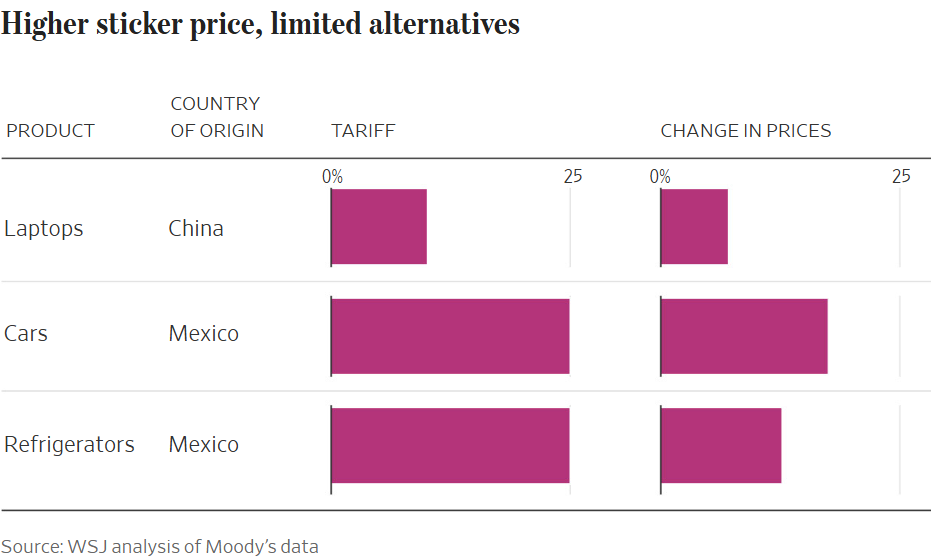 Higher sticker price, limited alternatives
PRODUCT
COUNTRY
OF ORIGIN
TARIFF
CHANGE IN PRICES
0%
25
0%
25
Laptops
China
Cars
Mexico
Refrigerators
Mexico
Source: WSJ analysis of Moody’s data